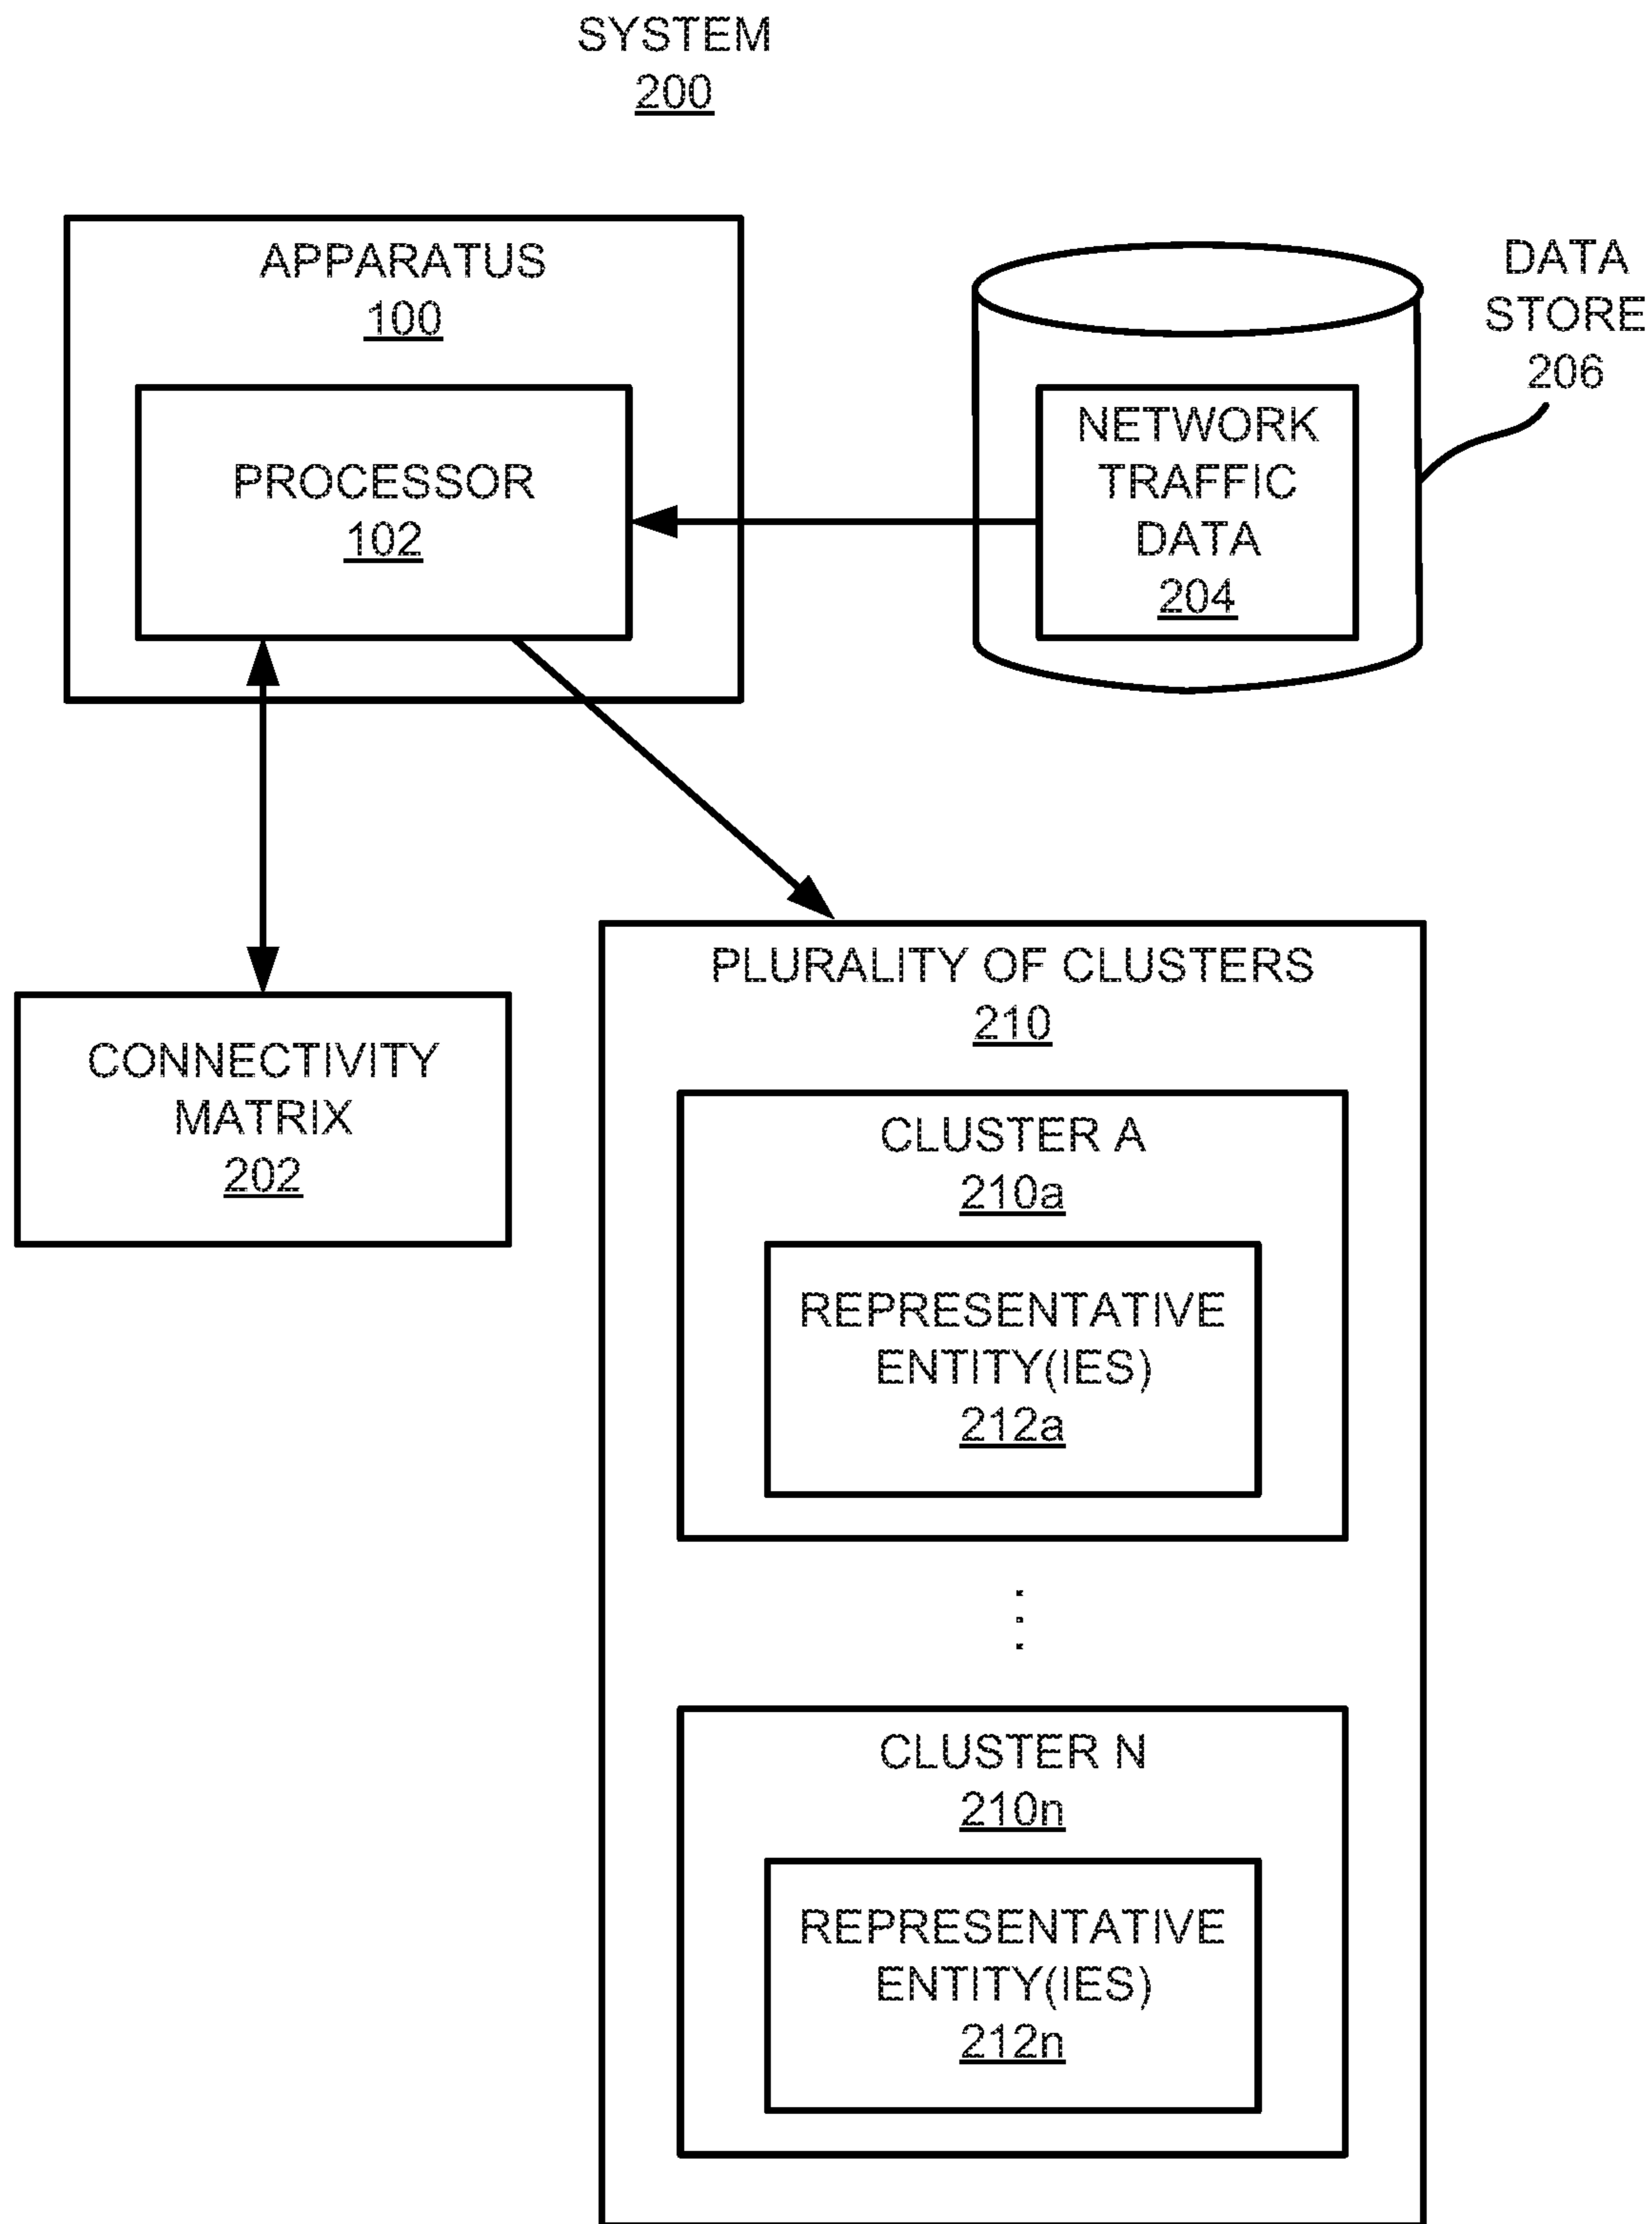 SYSTEM
200
APPARATUS
100
PROCESSOR
102
NETWORK
TRAFFIC
DATA
204
DATA
STORE
206
CONNECTIVITY
MATRIX
202
PLURALITY OF CLUSTERS
210
CLUSTER A
210a
REPRESENTATIVE
ENTITY(IES)
212a
CLUSTER N
210n
REPRESENTATIVE
ENTITY(IES)
212n